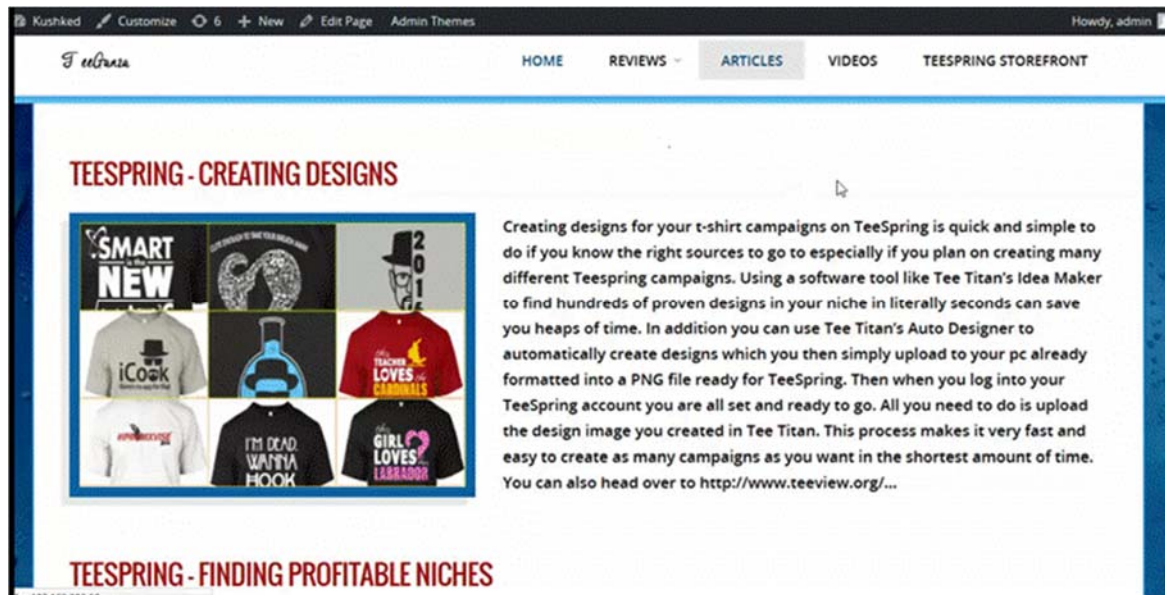 Kushked Customize 6 New Edit Page Admin Themes Howdy, admin
HOME REVIEWS ARTICLES VIDEOS TEESPRING STOREFRONT
TEESPRING - CREATING DESIGNS
SMART
is the
NEW
2016
iCook
this
TEACHER
LOVES the
CARDINALS
I'M DEAD.
WANNA
HOOK
this
GIRL
LOVES
LABRADOR
Creating designs for your t-shirt campaigns on TeeSpring is quick and simple to
do if you know the right sources to go to especially if you plan on creating many
different Teespring campaigns. Using a software tool like Tee Titan's Idea Maker
to find hundreds of proven designs in your niche in literally seconds can save
you heaps of time. In addition you can use Tee Titan's Auto Designer to
automatically create designs which you then simply upload to your pc already
formatted into a PNG file ready for TeeSpring. Then when you log into your
TeeSpring account you are all set and ready to go. All you need to do is upload
the design image you created in Tee Titan. This process makes it very fast and
easy to create as many campaigns as you want in the shortest amount of time.
You can also head over to http://www.teeview.org/...
TEESPRING - FINDING PROFITABLE NICHES